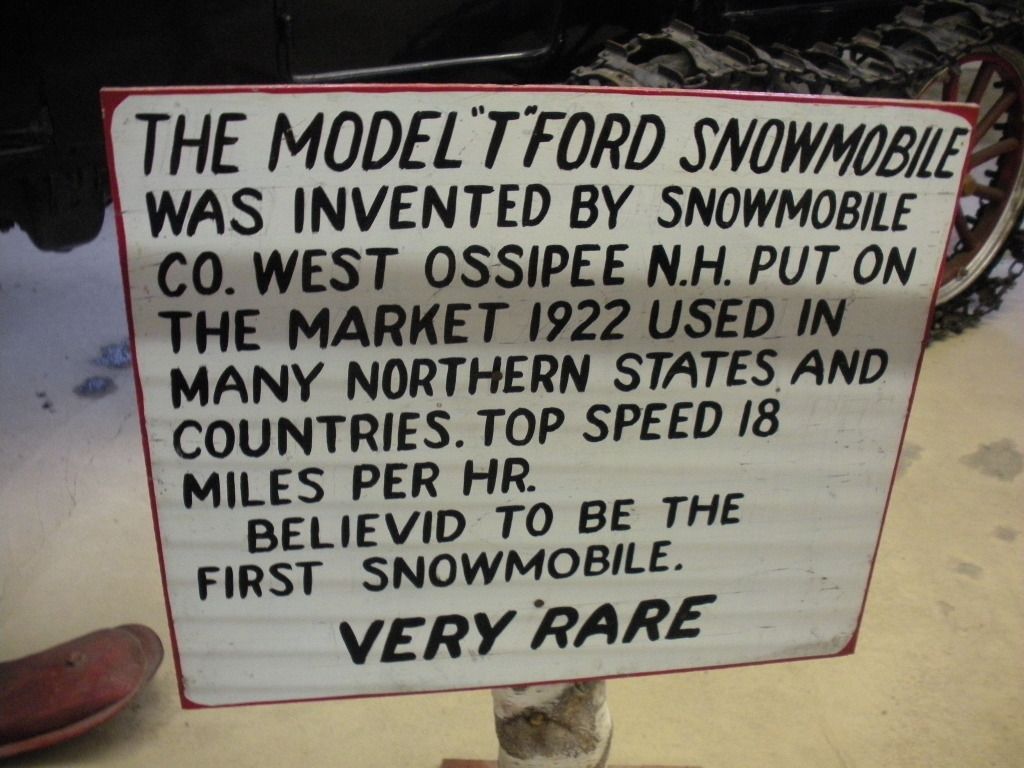 THE MODEL "T" FORD SNOWMOBILE
WAS INVENTED BY SNOWMOBILE
CO. WEST OSSIPEE N.H. PUT ON
THE MARKET 1922 USED IN
MANY NORTHERN STATES AND
COUNTRIES. TOP SPEED 18
MILES PER HR.
BELIEVID TO BE THE
FIRST SNOWMOBILE.
VERY RARE